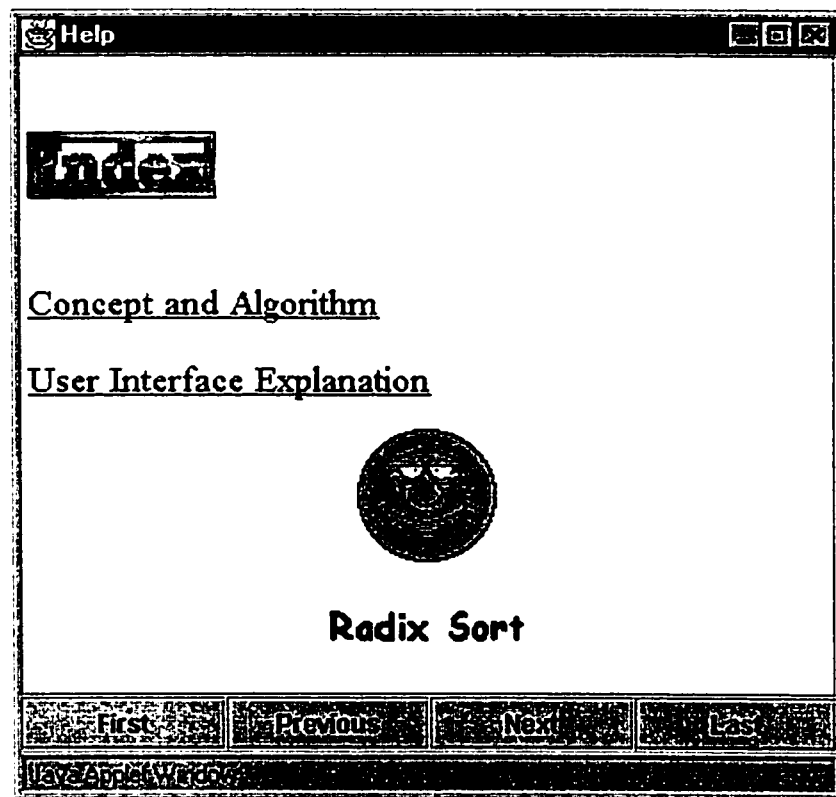 Help
Index
Concept and Algorithm
User Interface Explanation
Radix Sort
First Previous Next Last
Java Applet Window